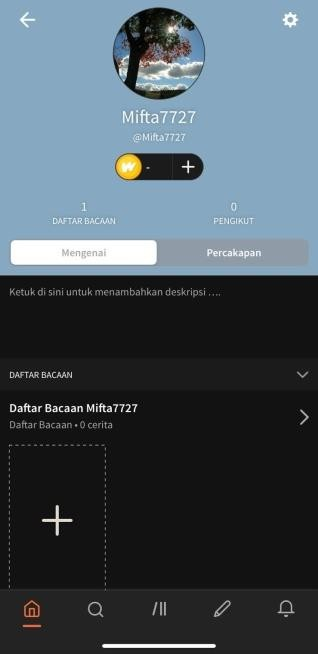 Mifta7727
@Mifta7727
-
1
DAFTAR BACAAN
0
PENGIKUT
Mengenai
Percakapan
Ketuk di sini untuk menambahkan deskripsi ....
DAFTAR BACAAN
Daftar Bacaan Mifta7727
Daftar Bacaan • 0 cerita